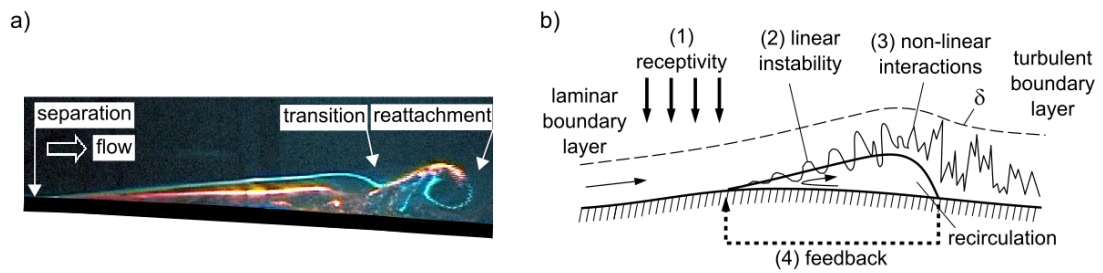 a)
separation
flow
transition
reattachment
b)
(1)
receptivity
(2) linear
instability
(3) non-linear
interactions
turbulent
boundary
layer
laminar
boundary
layer
δ
recirculation
(4) feedback